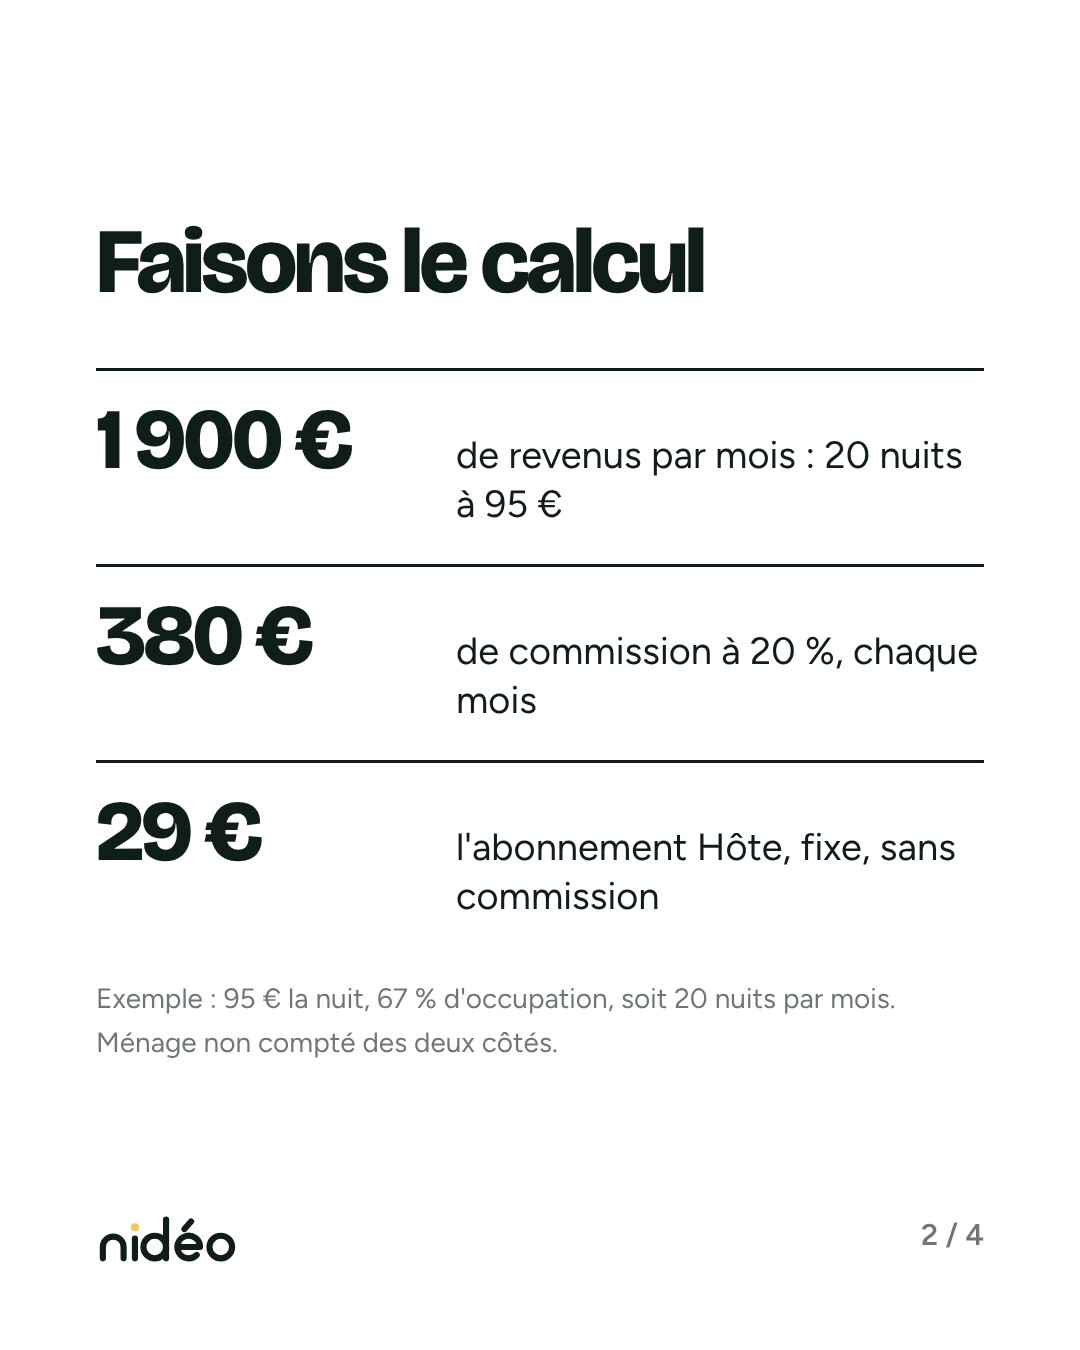 Faisons le calcul
1 900 €
de revenus par mois : 20 nuits
à 95 €
380 €
de commission à 20 %, chaque
mois
29 €
l'abonnement Hôte, fixe, sans
commission
Exemple : 95 € la nuit, 67 % d'occupation, soit 20 nuits par mois.
Ménage non compté des deux côtés.
nidéo
2 / 4